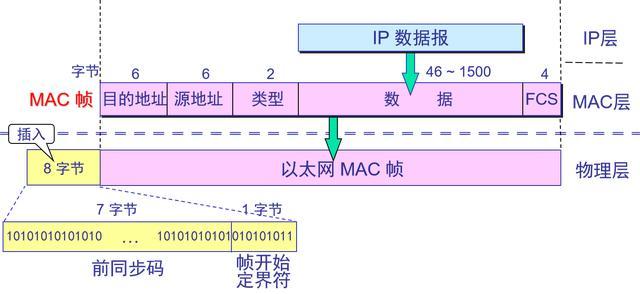 IP 数据报
IP层
字节
6
6
2
46 ~ 1500
4
MAC 帧
目的地址
源地址
类型
数 据
FCS
MAC层
插入
8 字节
以太网 MAC 帧
物理层
7 字节
1 字节
10101010101010 … 10101010101010101011
前同步码
帧开始
定界符